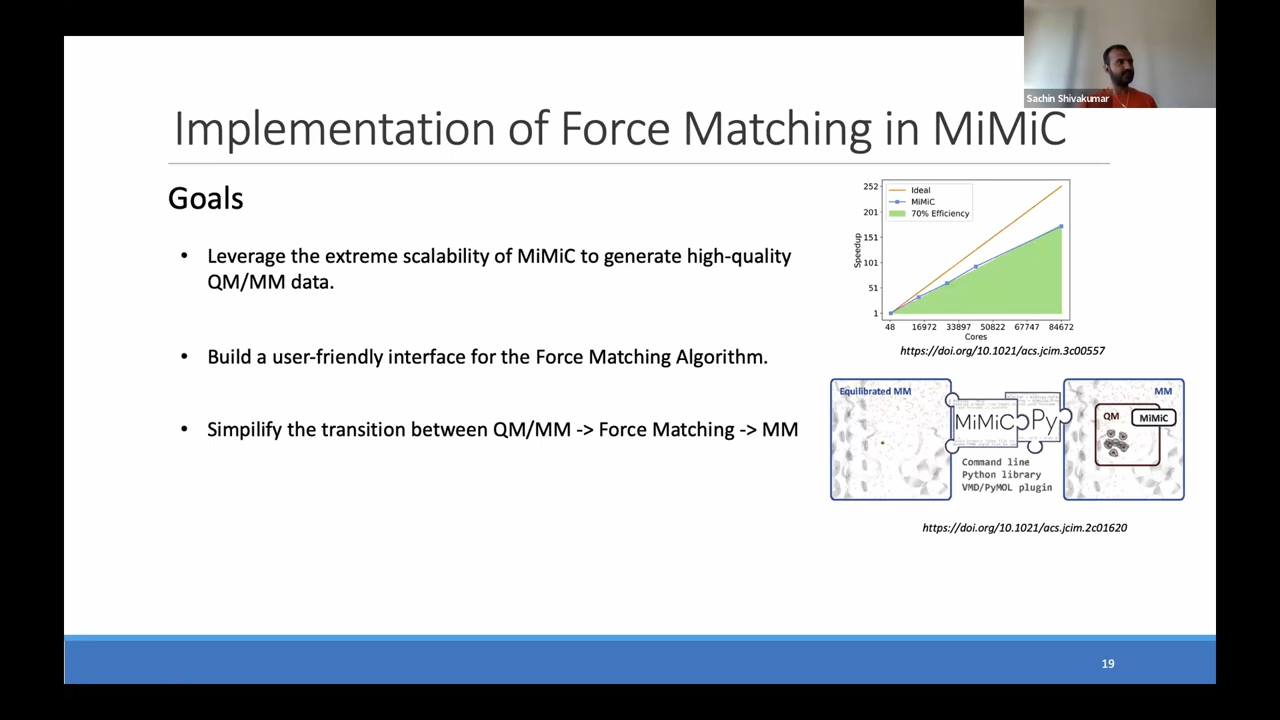 Sachin Shivakumar
Implementation of Force Matching in MiMiC
Goals
• Leverage the extreme scalability of MiMiC to generate high-quality
QM/MM data.
• Build a user-friendly interface for the Force Matching Algorithm.
• Simpilify the transition between QM/MM -> Force Matching -> MM
Ideal
MiMiC
70% Efficiency
252
201
151
101
51
1
Speedup
48 16972 33897 50822 67747 84672
Cores
https://doi.org/10.1021/acs.jcim.3c00557
Equilibrated MM
MiMiC Py
Command line
Python library
VMD/PyMOL plugin
MM
QM
MiMiC
https://doi.org/10.1021/acs.jcim.2c01620
19